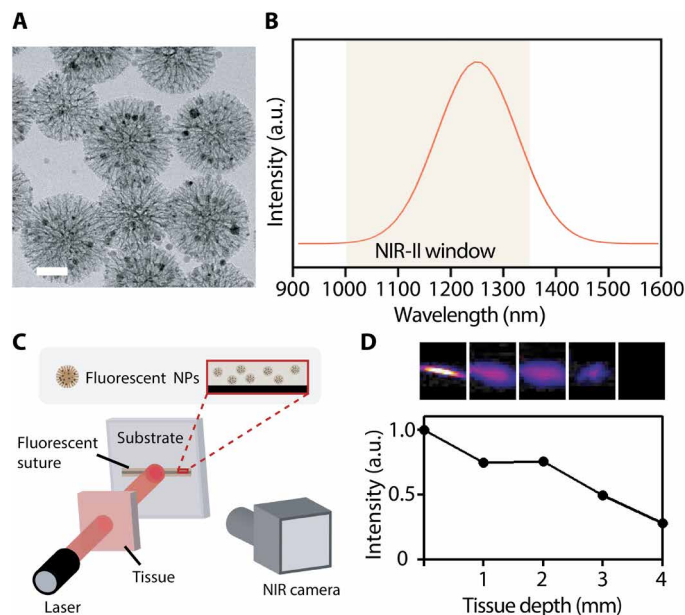 A
B
Intensity (a.u.)
NIR-II window
900 1000 1100 1200 1300 1400 1500 1600
Wavelength (nm)
C
Fluorescent NPs
Substrate
Fluorescent
suture
Tissue
Laser
NIR camera
D
Intensity (a.u.)
1.0
0.5
0
1 2 3 4
Tissue depth (mm)